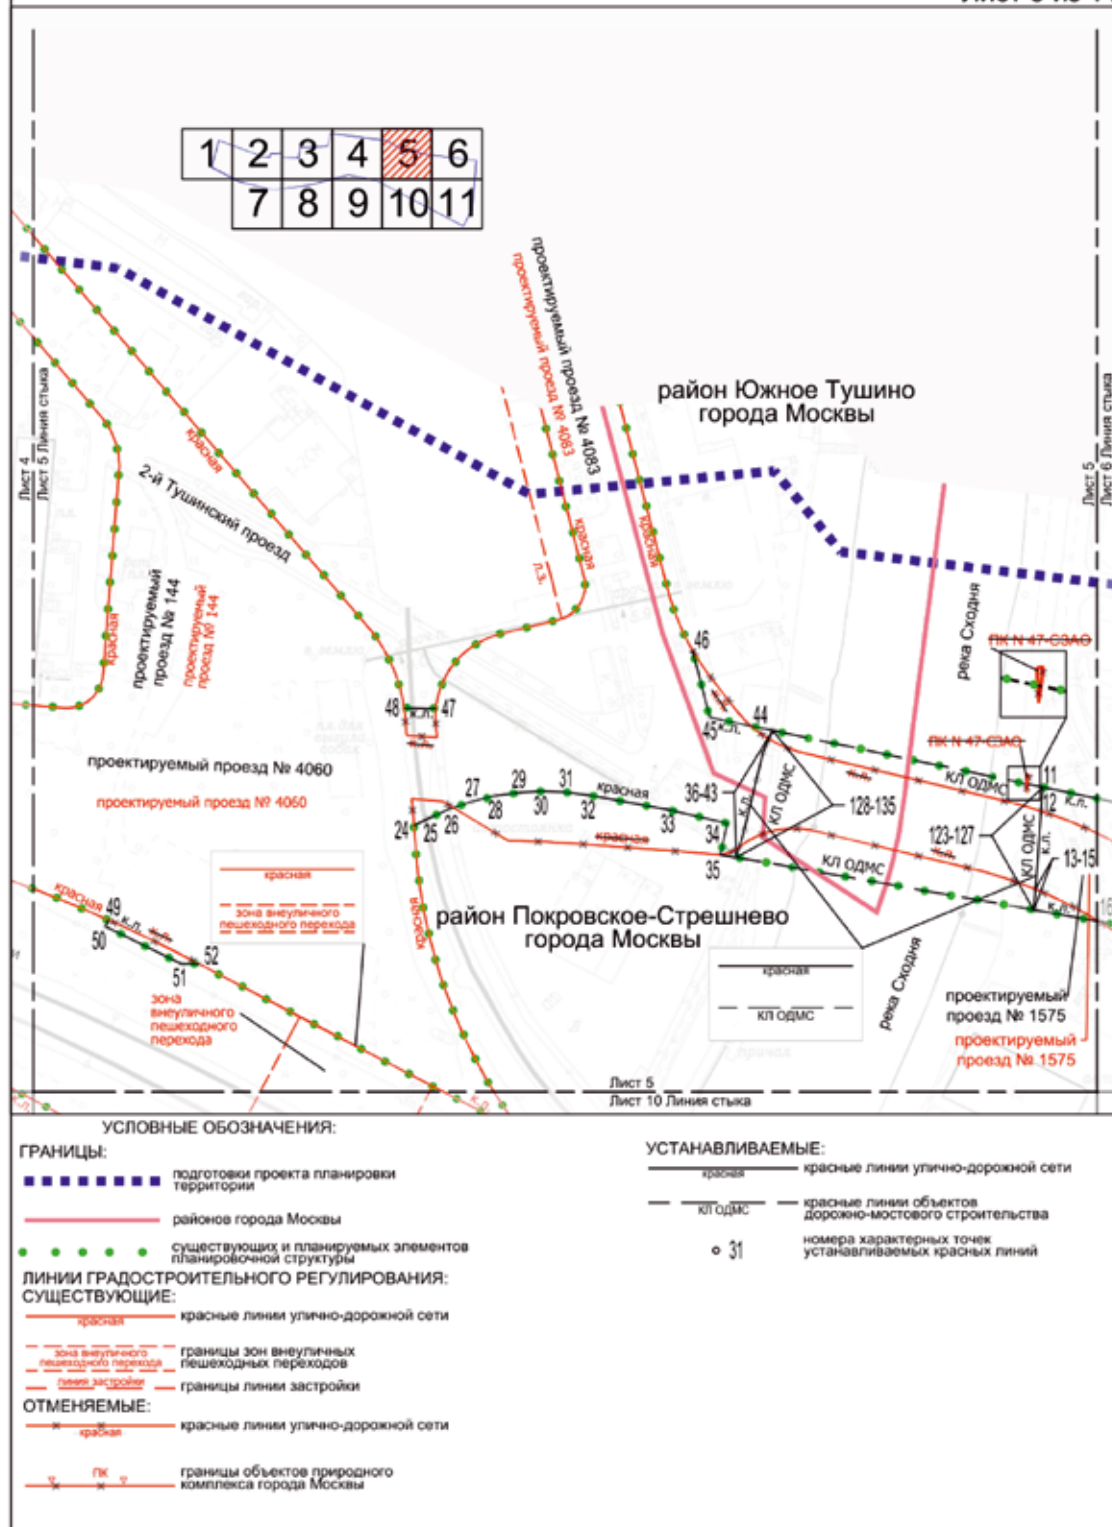 1 2 3 4 5 6
7 8 9 10 11
проектируемый проезд № 4083
проектируемый проезд № 4083
район Южное Тушино
города Москвы
Лист 4
Лист 5 Линия стыка
Лист 5
Лист 6 Линия стыка
красная
2-й Тушинский проезд
красная
красная
л.з.
красная
проектируемый
проезд № 144
проектируемый
проезд № 144
46
река Сходня
ПК N 47-СЗАО
48
к.л.
47
к.л.
45
к.л.
44
к.л.
ПК N 47-СЗАО
проектируемый проезд № 4060
проектируемый проезд № 4060
27
29
31
красная
28
30
32
33
24
25
26
34
35
красная
36-43
к.л.
КЛ ОДМС
128-135
к.л.
КЛ ОДМС
11
12
к.л.
123-127
к.л.
КЛ ОДМС
к.л.
13-15
КЛ ОДМС
к.л.
красная
зона внеуличного
пешеходного перехода
красная
49
к.л.
к.л.
50
51
52
красная
район Покровское-Стрешнево
города Москвы
зона
внеуличного
пешеходного
перехода
красная
КЛ ОДМС
река Сходня
проектируемый
проезд № 1575
проектируемый
проезд № 1575
к.л.
к.л.
Лист 5
Лист 10 Линия стыка
УСЛОВНЫЕ ОБОЗНАЧЕНИЯ:
ГРАНИЦЫ:
подготовки проекта планировки
территории
районов города Москвы
существующих и планируемых элементов
планировочной структуры
ЛИНИИ ГРАДОСТРОИТЕЛЬНОГО РЕГУЛИРОВАНИЯ:
СУЩЕСТВУЮЩИЕ:
красная
красные линии улично-дорожной сети
зона внеуличного
пешеходного перехода
границы зон внеуличных
пешеходных переходов
линия застройки
границы линии застройки
ОТМЕНЯЕМЫЕ:
красная
красные линии улично-дорожной сети
ПК
границы объектов природного
комплекса города Москвы
УСТАНАВЛИВАЕМЫЕ:
красная
красные линии улично-дорожной сети
КЛ ОДМС
красные линии объектов
дорожно-мостового строительства
31
номера характерных точек
устанавливаемых красных линий